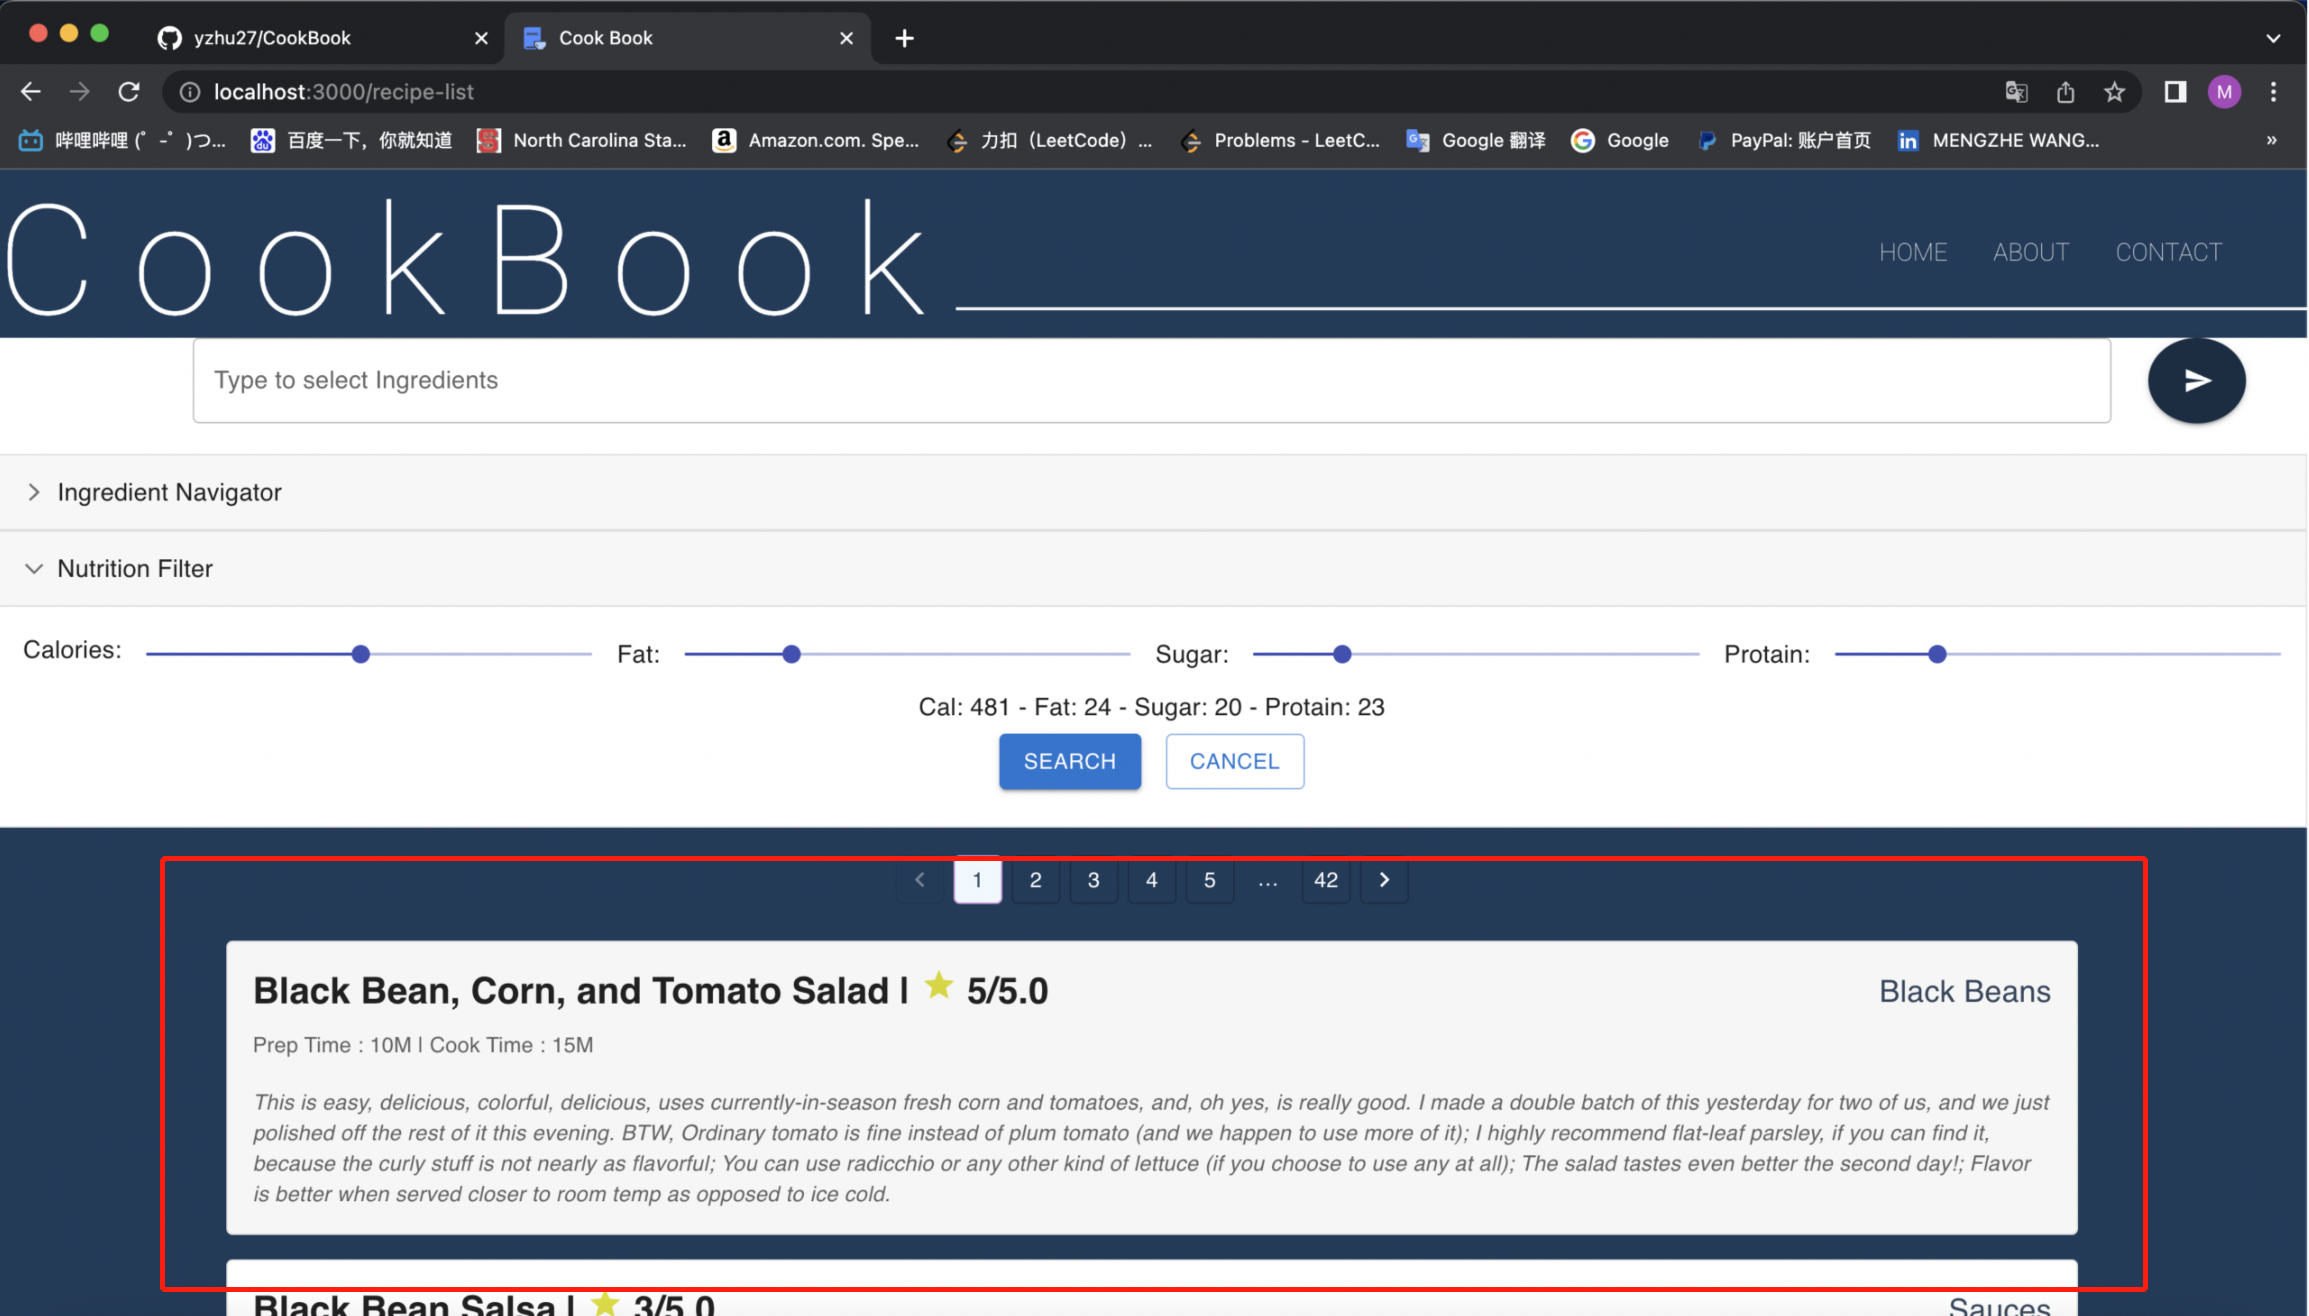 yzhu27/CookBook
Cook Book
localhost:3000/recipe-list
M
哔哩哔哩 (゜-゜)つ...
百度一下，你就知道
North Carolina Sta...
Amazon.com. Spe...
力扣（LeetCode）...
Problems - LeetC...
Google 翻译
Google
PayPal: 账户首页
MENGZHE WANG...
»
CookBook
HOME ABOUT CONTACT
Type to select Ingredients
Ingredient Navigator
Nutrition Filter
Calories: Fat: Sugar: Protain:
Cal: 481 - Fat: 24 - Sugar: 20 - Protain: 23
SEARCH CANCEL
1 2 3 4 5 ... 42
Black Bean, Corn, and Tomato Salad | 5/5.0
Black Beans
Prep Time : 10M | Cook Time : 15M
This is easy, delicious, colorful, delicious, uses currently-in-season fresh corn and tomatoes, and, oh yes, is really good. I made a double batch of this yesterday for two of us, and we just
polished off the rest of it this evening. BTW, Ordinary tomato is fine instead of plum tomato (and we happen to use more of it); I highly recommend flat-leaf parsley, if you can find it,
because the curly stuff is not nearly as flavorful; You can use radicchio or any other kind of lettuce (if you choose to use any at all); The salad tastes even better the second day!; Flavor
is better when served closer to room temp as opposed to ice cold.
Black Bean Salsa | 3/5.0
Sauces